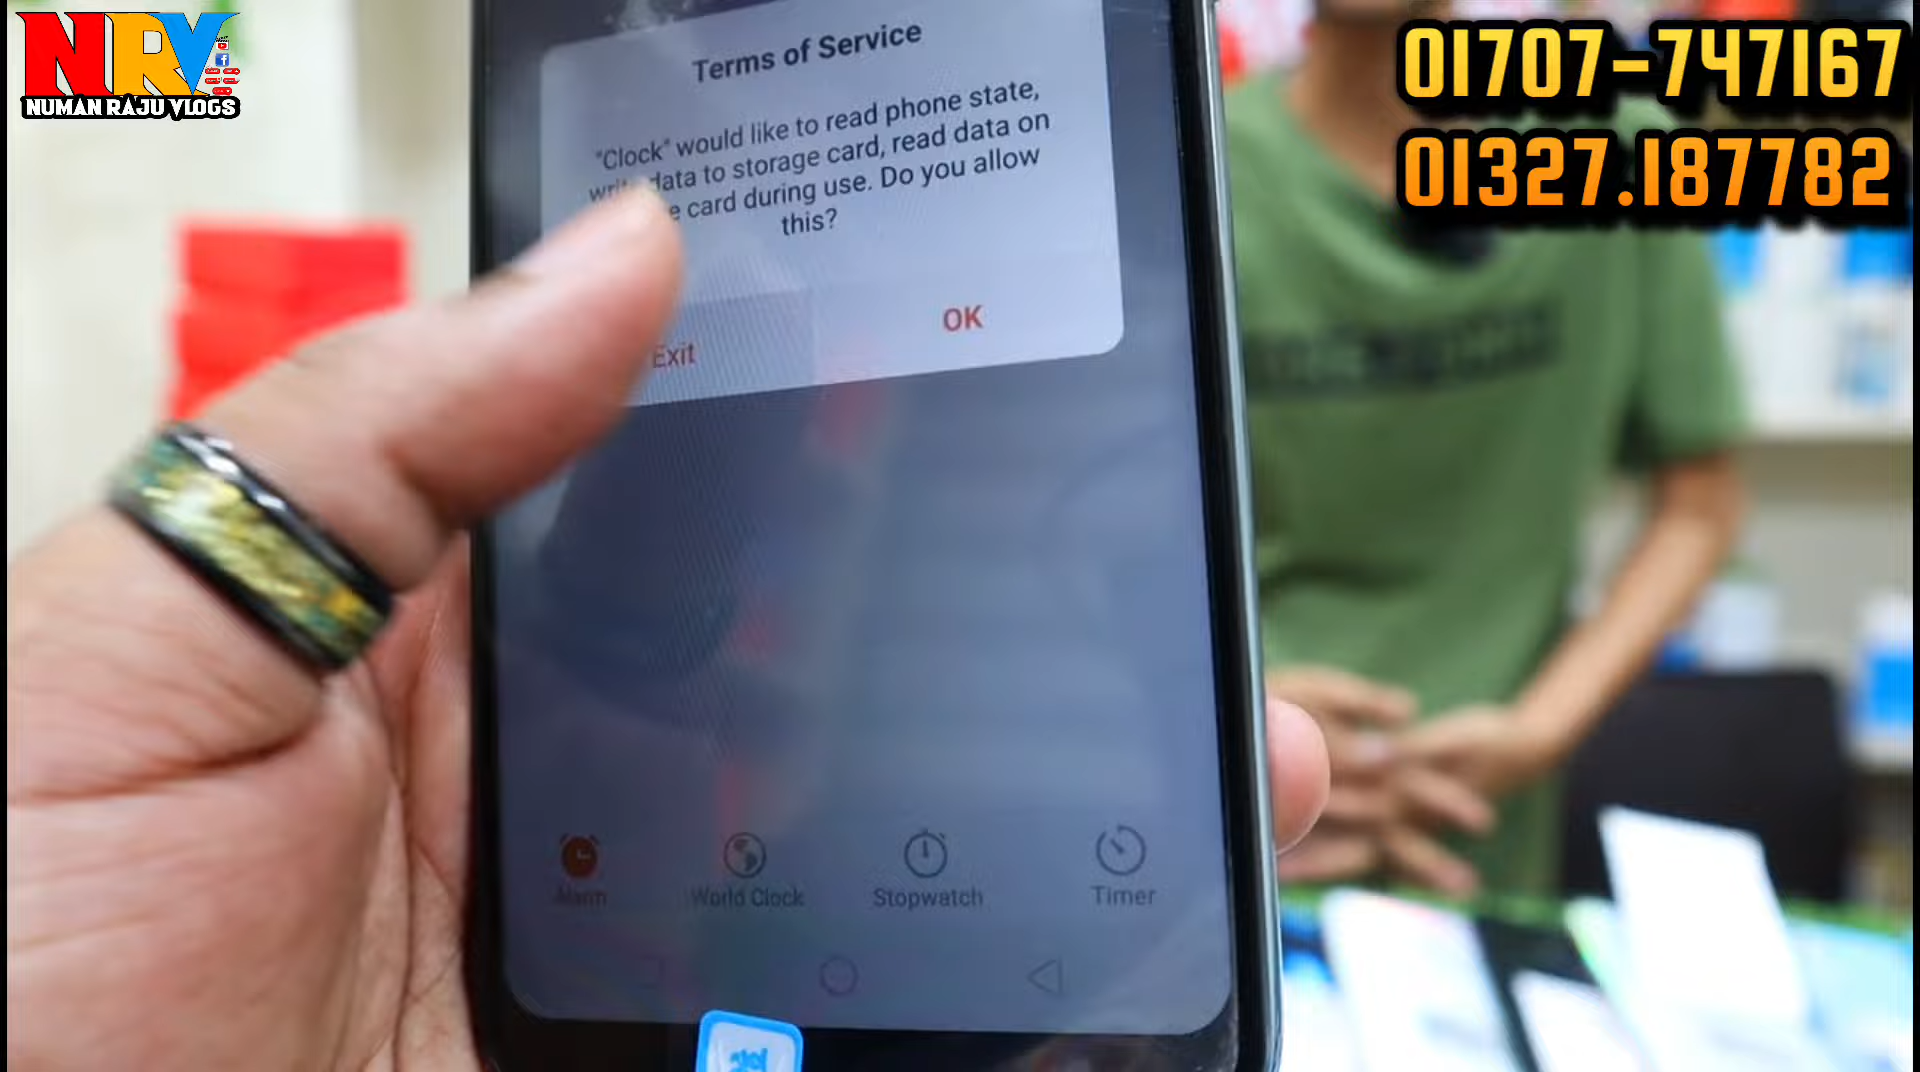 NRV
NUMAN RAJU VLOGS
01707-747167
01327.187782
Terms of Service
"Clock" would like to read phone state,
write data to storage card, read data on
card during use. Do you allow
this?
Exit
OK
Alarm
World Clock
Stopwatch
Timer